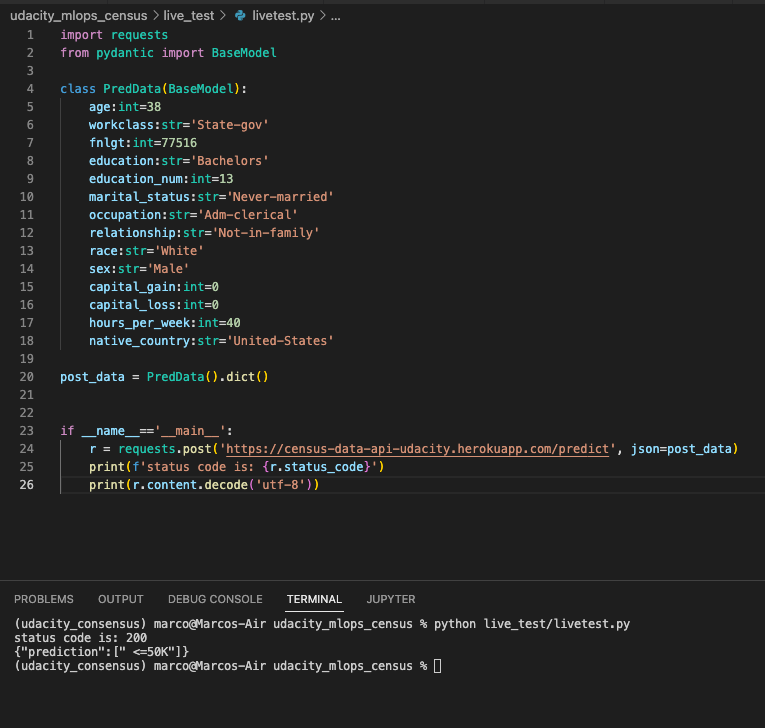 udacity_mlops_census > live_test > livetest.py > ...
1 import requests
2 from pydantic import BaseModel
3
4 class PredData(BaseModel):
5     age:int=38
6     workclass:str='State-gov'
7     fnlgt:int=77516
8     education:str='Bachelors'
9     education_num:int=13
10     marital_status:str='Never-married'
11     occupation:str='Adm-clerical'
12     relationship:str='Not-in-family'
13     race:str='White'
14     sex:str='Male'
15     capital_gain:int=0
16     capital_loss:int=0
17     hours_per_week:int=40
18     native_country:str='United-States'
19
20 post_data = PredData().dict()
21
22
23 if __name__=='__main__':
24     r = requests.post('https://census-data-api-udacity.herokuapp.com/predict', json=post_data)
25     print(f'status code is: {r.status_code}')
26     print(r.content.decode('utf-8'))
PROBLEMS OUTPUT DEBUG CONSOLE TERMINAL JUPYTER
(udacity_consensus) marco@Marcos-Air udacity_mlops_census % python live_test/livetest.py
status code is: 200
{"prediction":[" <=50K"]}
(udacity_consensus) marco@Marcos-Air udacity_mlops_census %